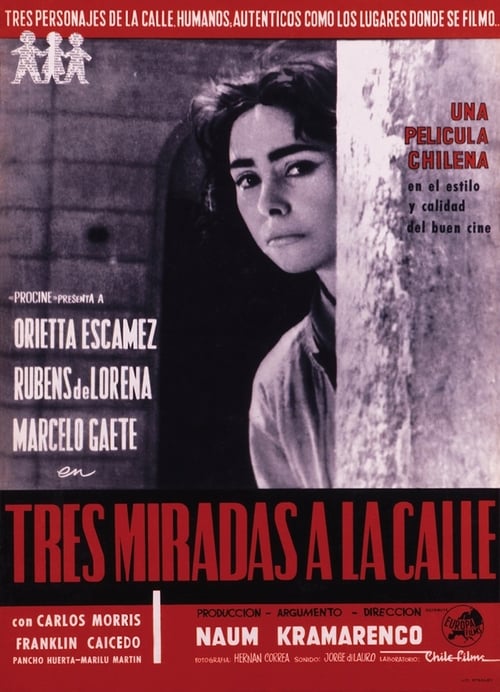 TRES PERSONAJES DE LA CALLE, HUMANOS, AUTENTICOS COMO LOS LUGARES DONDE SE FILMO...
UNA
PELICULA
CHILENA
en el estilo
y calidad
del buen cine
«PROCINE» PRESENTA A
ORIETTA ESCAMEZ
RUBENS de LORENA
MARCELO GAETE
en
TRES MIRADAS A LA CALLE
con CARLOS MORRIS
FRANKLIN CAICEDO
PANCHO HUERTA-MARILU MARTIN
PRODUCCION - ARGUMENTO - DIRECCION
NAUM KRAMARENCO
FOTOGRAFIA: HERNAN CORREA SONIDO: JORGE di LAURO LABORATORIO: Chile-films
EUROPA
FILMS